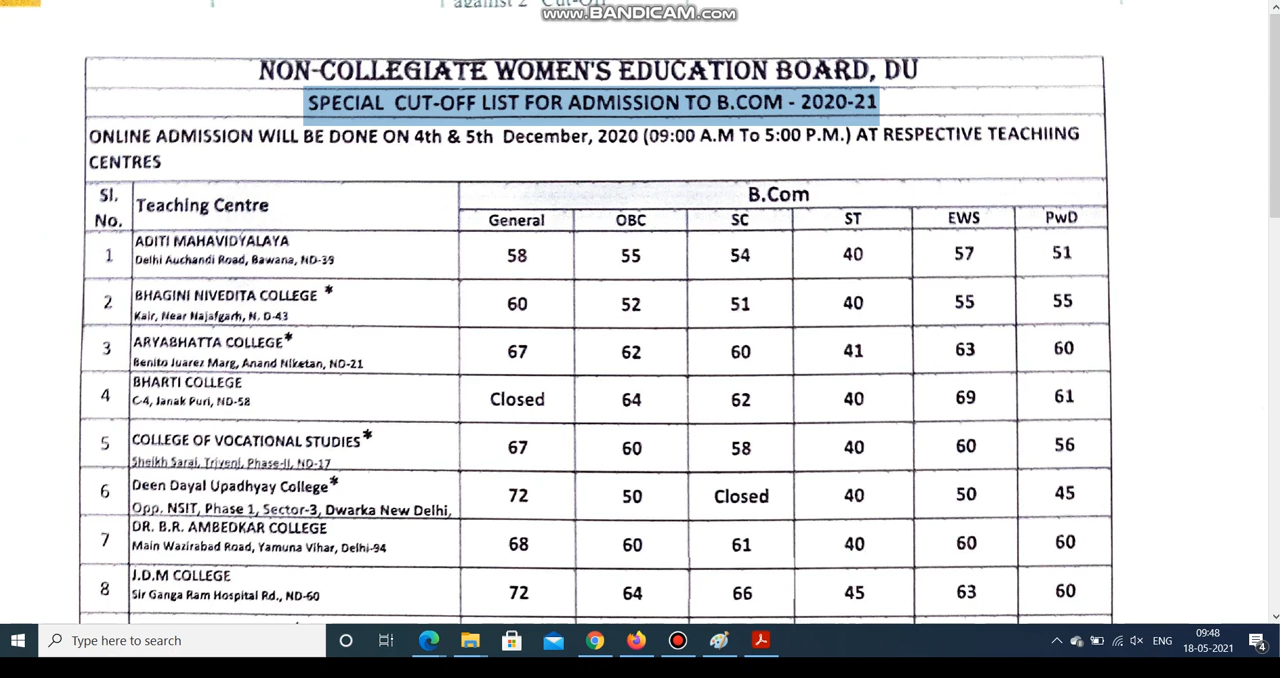 against 2 Cut-Off
www.BANDICAM.com
NON-COLLEGIATE WOMEN'S EDUCATION BOARD, DU
SPECIAL CUT-OFF LIST FOR ADMISSION TO B.COM - 2020-21
ONLINE ADMISSION WILL BE DONE ON 4th & 5th December, 2020 (09:00 A.M To 5:00 P.M.) AT RESPECTIVE TEACHIING
CENTRES
Sl. No. Teaching Centre B.Com
General OBC SC ST EWS PwD
1 ADITI MAHAVIDYALAYA 58 55 54 40 57 51
Delhi Auchandi Road, Bawana, ND-39
2 BHAGINI NIVEDITA COLLEGE * 60 52 51 40 55 55
Kair, Near Najafgarh, N. D-43
3 ARYABHATTA COLLEGE* 67 62 60 41 63 60
Benito Juarez Marg, Anand Niketan, ND-21
4 BHARTI COLLEGE Closed 64 62 40 69 61
C-4, Janak Puri, ND-58
5 COLLEGE OF VOCATIONAL STUDIES* 67 60 58 40 60 56
Sheikh Sarai, Triveni, Phase-II, ND-17
6 Deen Dayal Upadhyay College* 72 50 Closed 40 50 45
Opp. NSIT, Phase 1, Sector-3, Dwarka New Delhi,
7 DR. B.R. AMBEDKAR COLLEGE 68 60 61 40 60 60
Main Wazirabad Road, Yamuna Vihar, Delhi-94
8 J.D.M COLLEGE 72 64 66 45 63 60
Sir Ganga Ram Hospital Rd., ND-60
Type here to search
ENG
09:48
18-05-2021
4